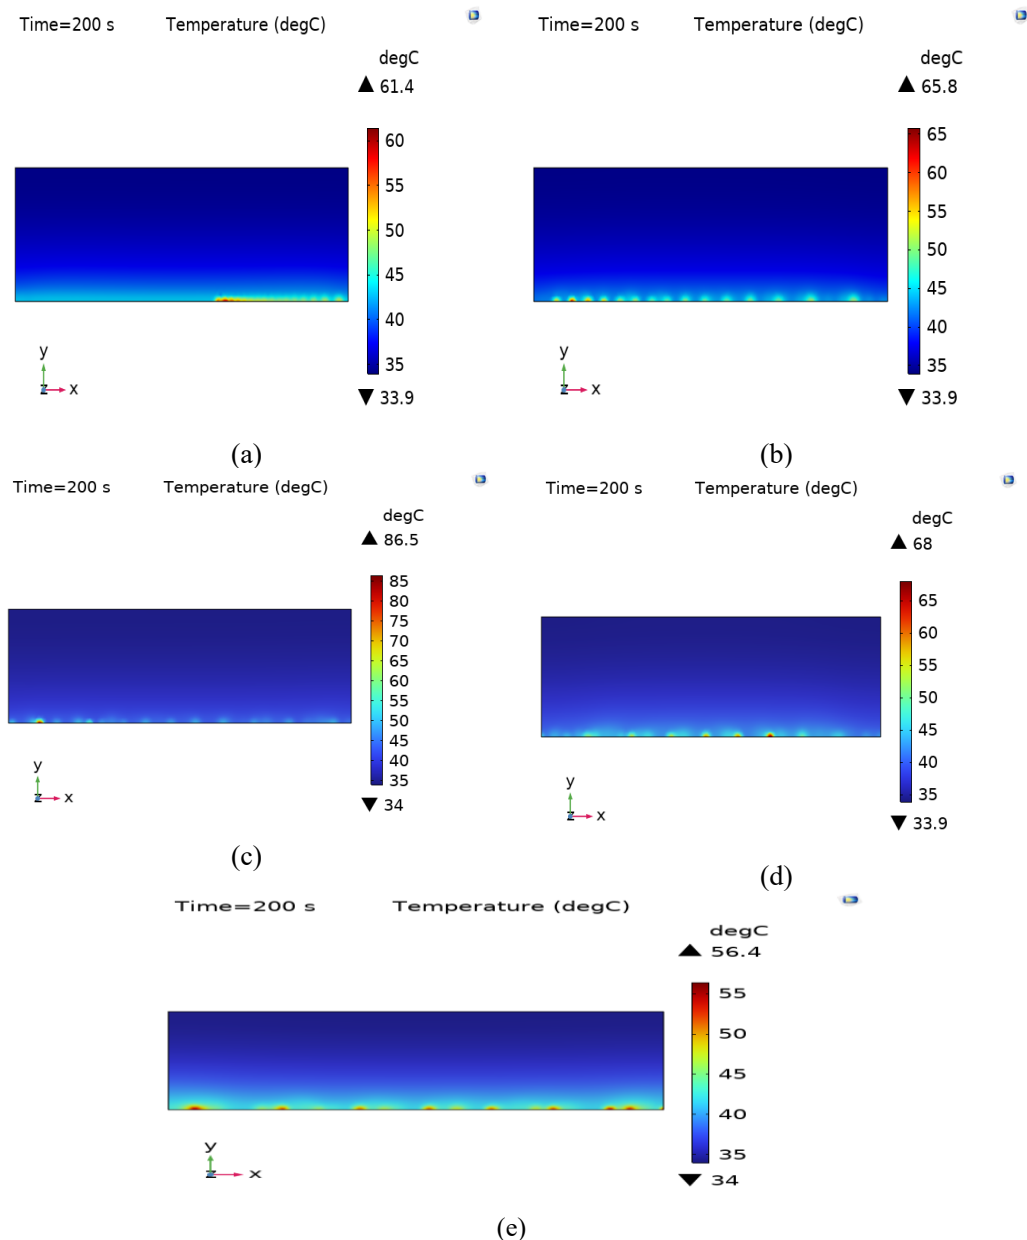 Time=200 s Temperature (degC)
degC
▲ 61.4
60
55
50
45
40
35
▼ 33.9
y
z x
(a)
Time=200 s Temperature (degC)
degC
▲ 65.8
65
60
55
50
45
40
35
▼ 33.9
y
z x
(b)
Time=200 s Temperature (degC)
degC
▲ 86.5
85
80
75
70
65
60
55
50
45
40
35
▼ 34
y
z x
(c)
Time=200 s Temperature (degC)
degC
▲ 68
65
60
55
50
45
40
35
▼ 33.9
y
z x
(d)
Time=200 s Temperature (degC)
degC
▲ 56.4
55
50
45
40
35
▼ 34
y
z x
(e)